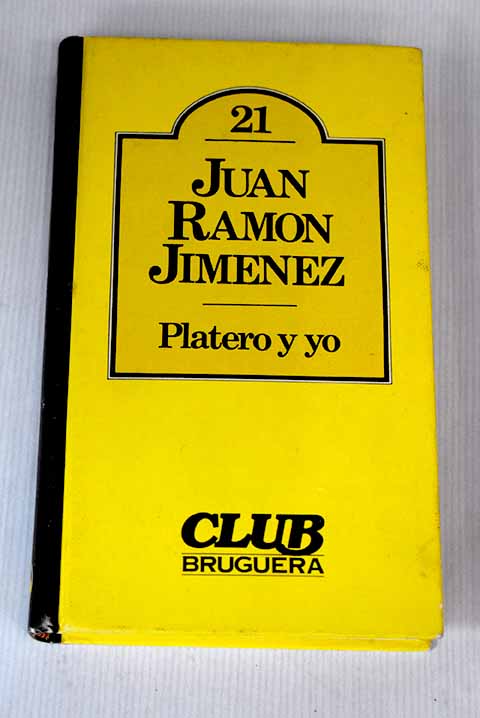 21
JUAN
RAMON
JIMENEZ
Platero y yo
CLUB
BRUGUERA